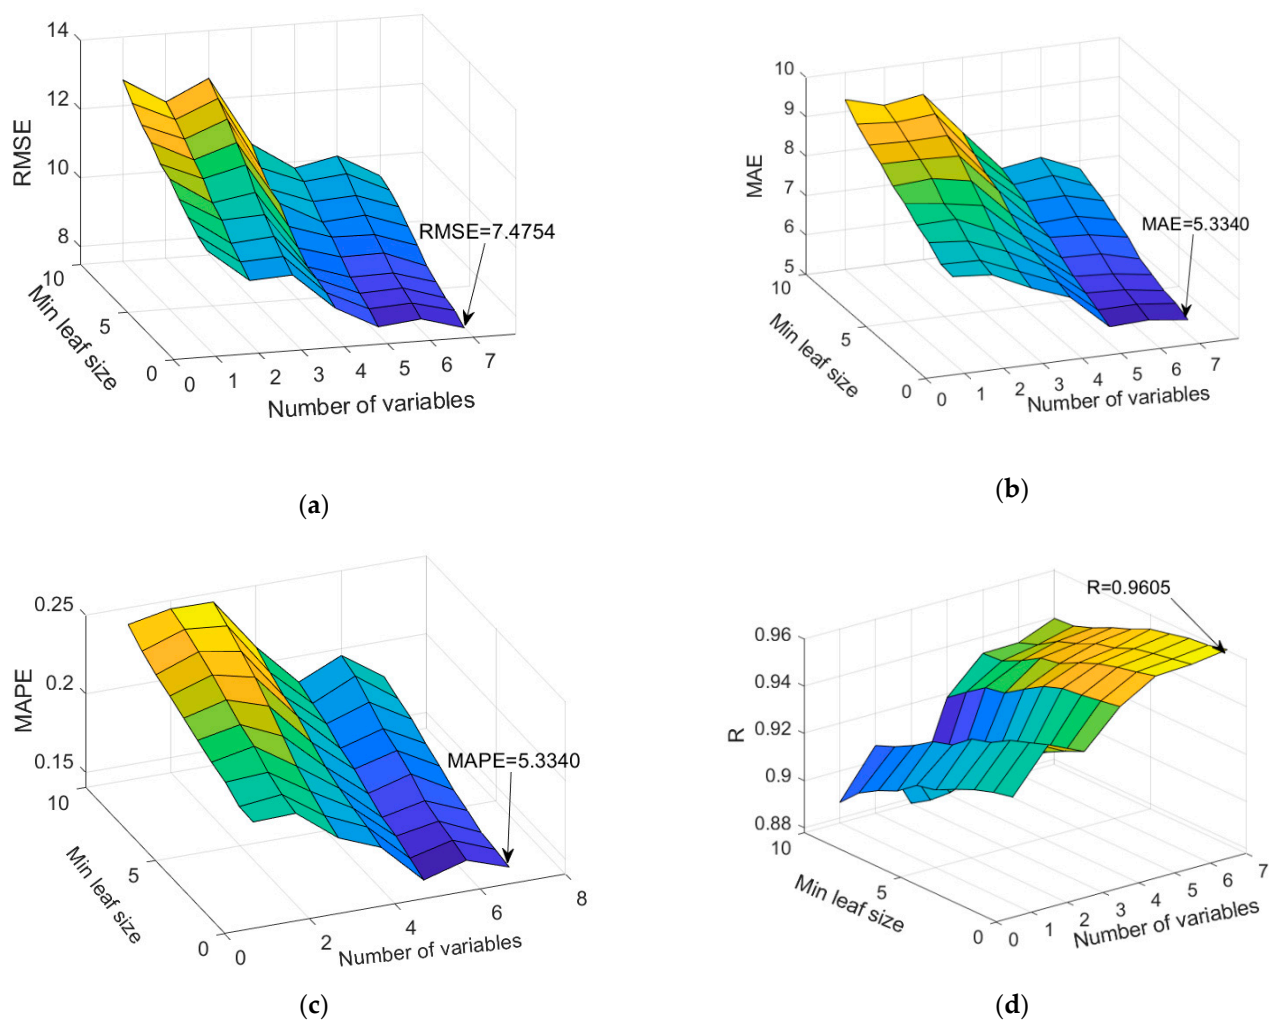 14
12
10
8
RMSE
10
5
0
Min leaf size
0 1 2 3 4 5 6 7
Number of variables
RMSE=7.4754
(a)
10
9
8
7
6
5
MAE
10
5
0
Min leaf size
0 1 2 3 4 5 6 7
Number of variables
MAE=5.3340
(b)
0.25
0.2
0.15
MAPE
10
5
0
Min leaf size
0 2 4 6 8
Number of variables
MAPE=5.3340
(c)
0.96
0.94
0.92
0.9
0.88
R
10
5
0
Min leaf size
0 1 2 3 4 5 6 7
Number of variables
R=0.9605
(d)